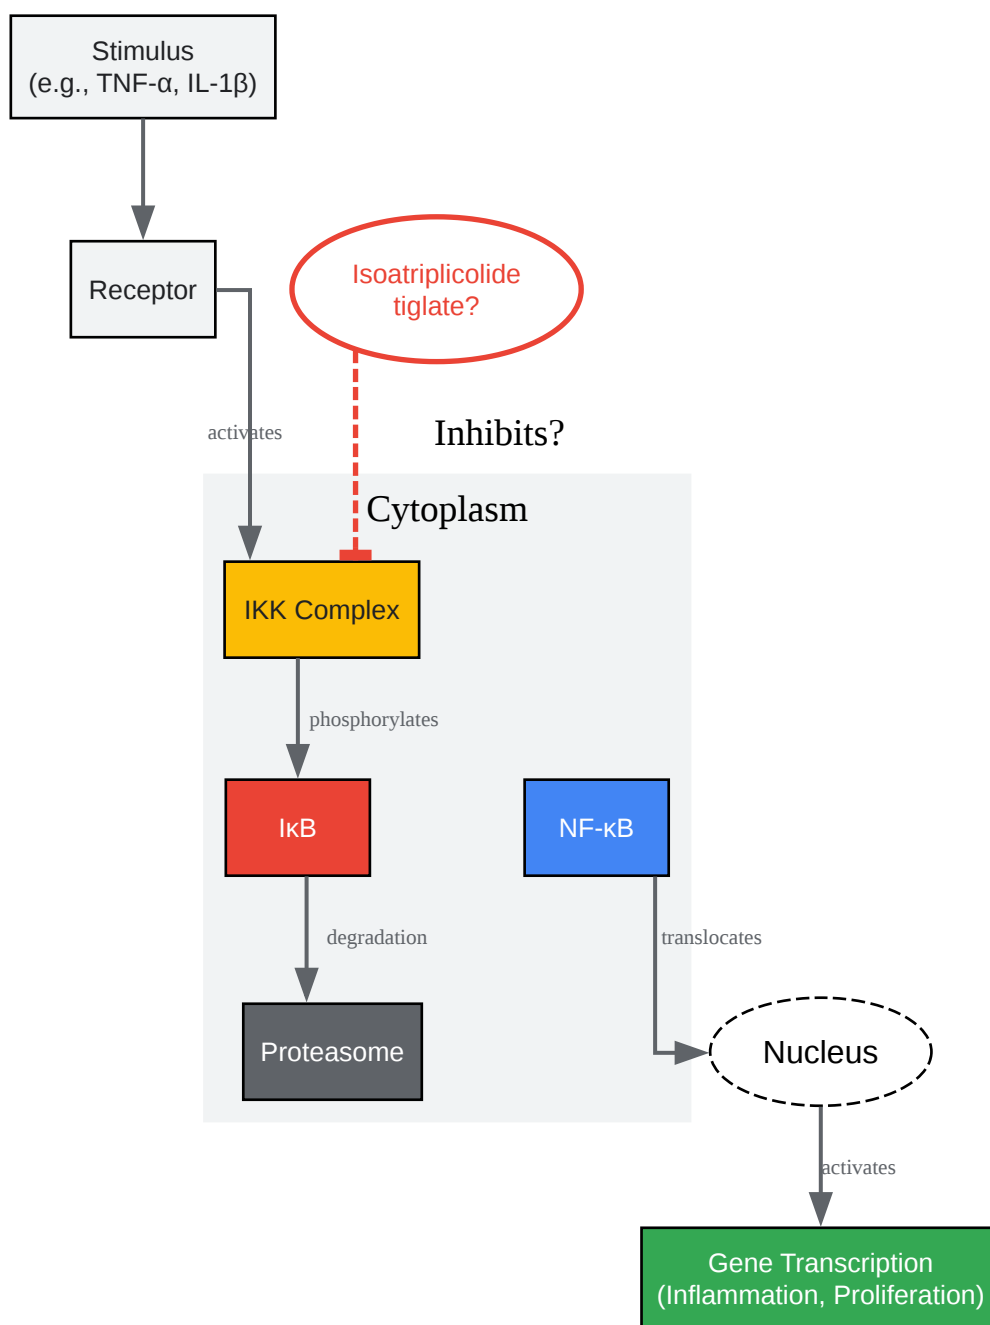 Stimulus
(e.g., TNF-α, IL-1β)
Receptor
Isoatriplicolide
tiglate?
activates
Inhibits?
Cytoplasm
IKK Complex
phosphorylates
IκB
NF-κB
degradation
translocates
Proteasome
Nucleus
activates
Gene Transcription
(Inflammation, Proliferation)